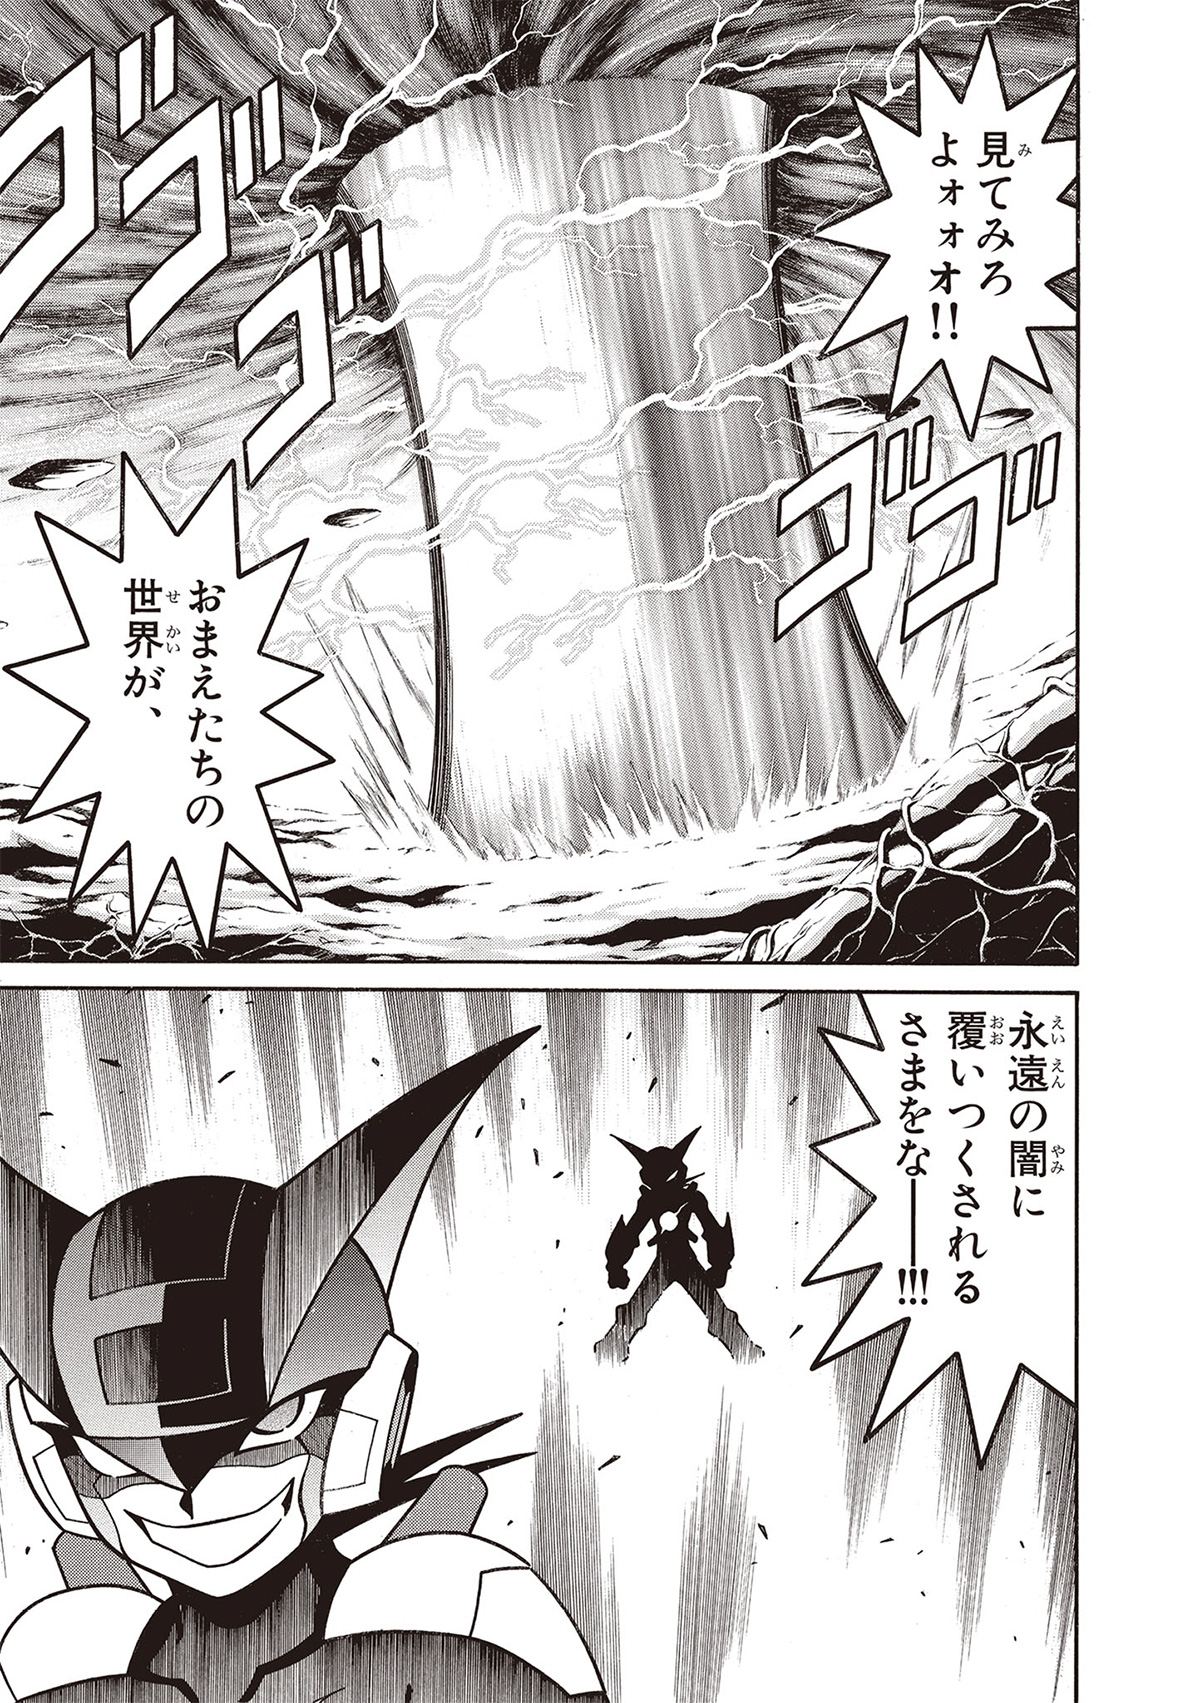 見てみろ
よォォォ!!
ゴゴ
ゴゴゴ
おまえたちの
世界が、
永遠の闇に
覆いつくされる
さまをな――!!!